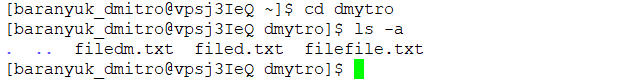 [baranyuk_dmitro@vpsj3IeQ ~]$ cd dmytro
[baranyuk_dmitro@vpsj3IeQ dmytro]$ ls -a
.  ..  filedm.txt  filed.txt  filefile.txt
[baranyuk_dmitro@vpsj3IeQ dmytro]$